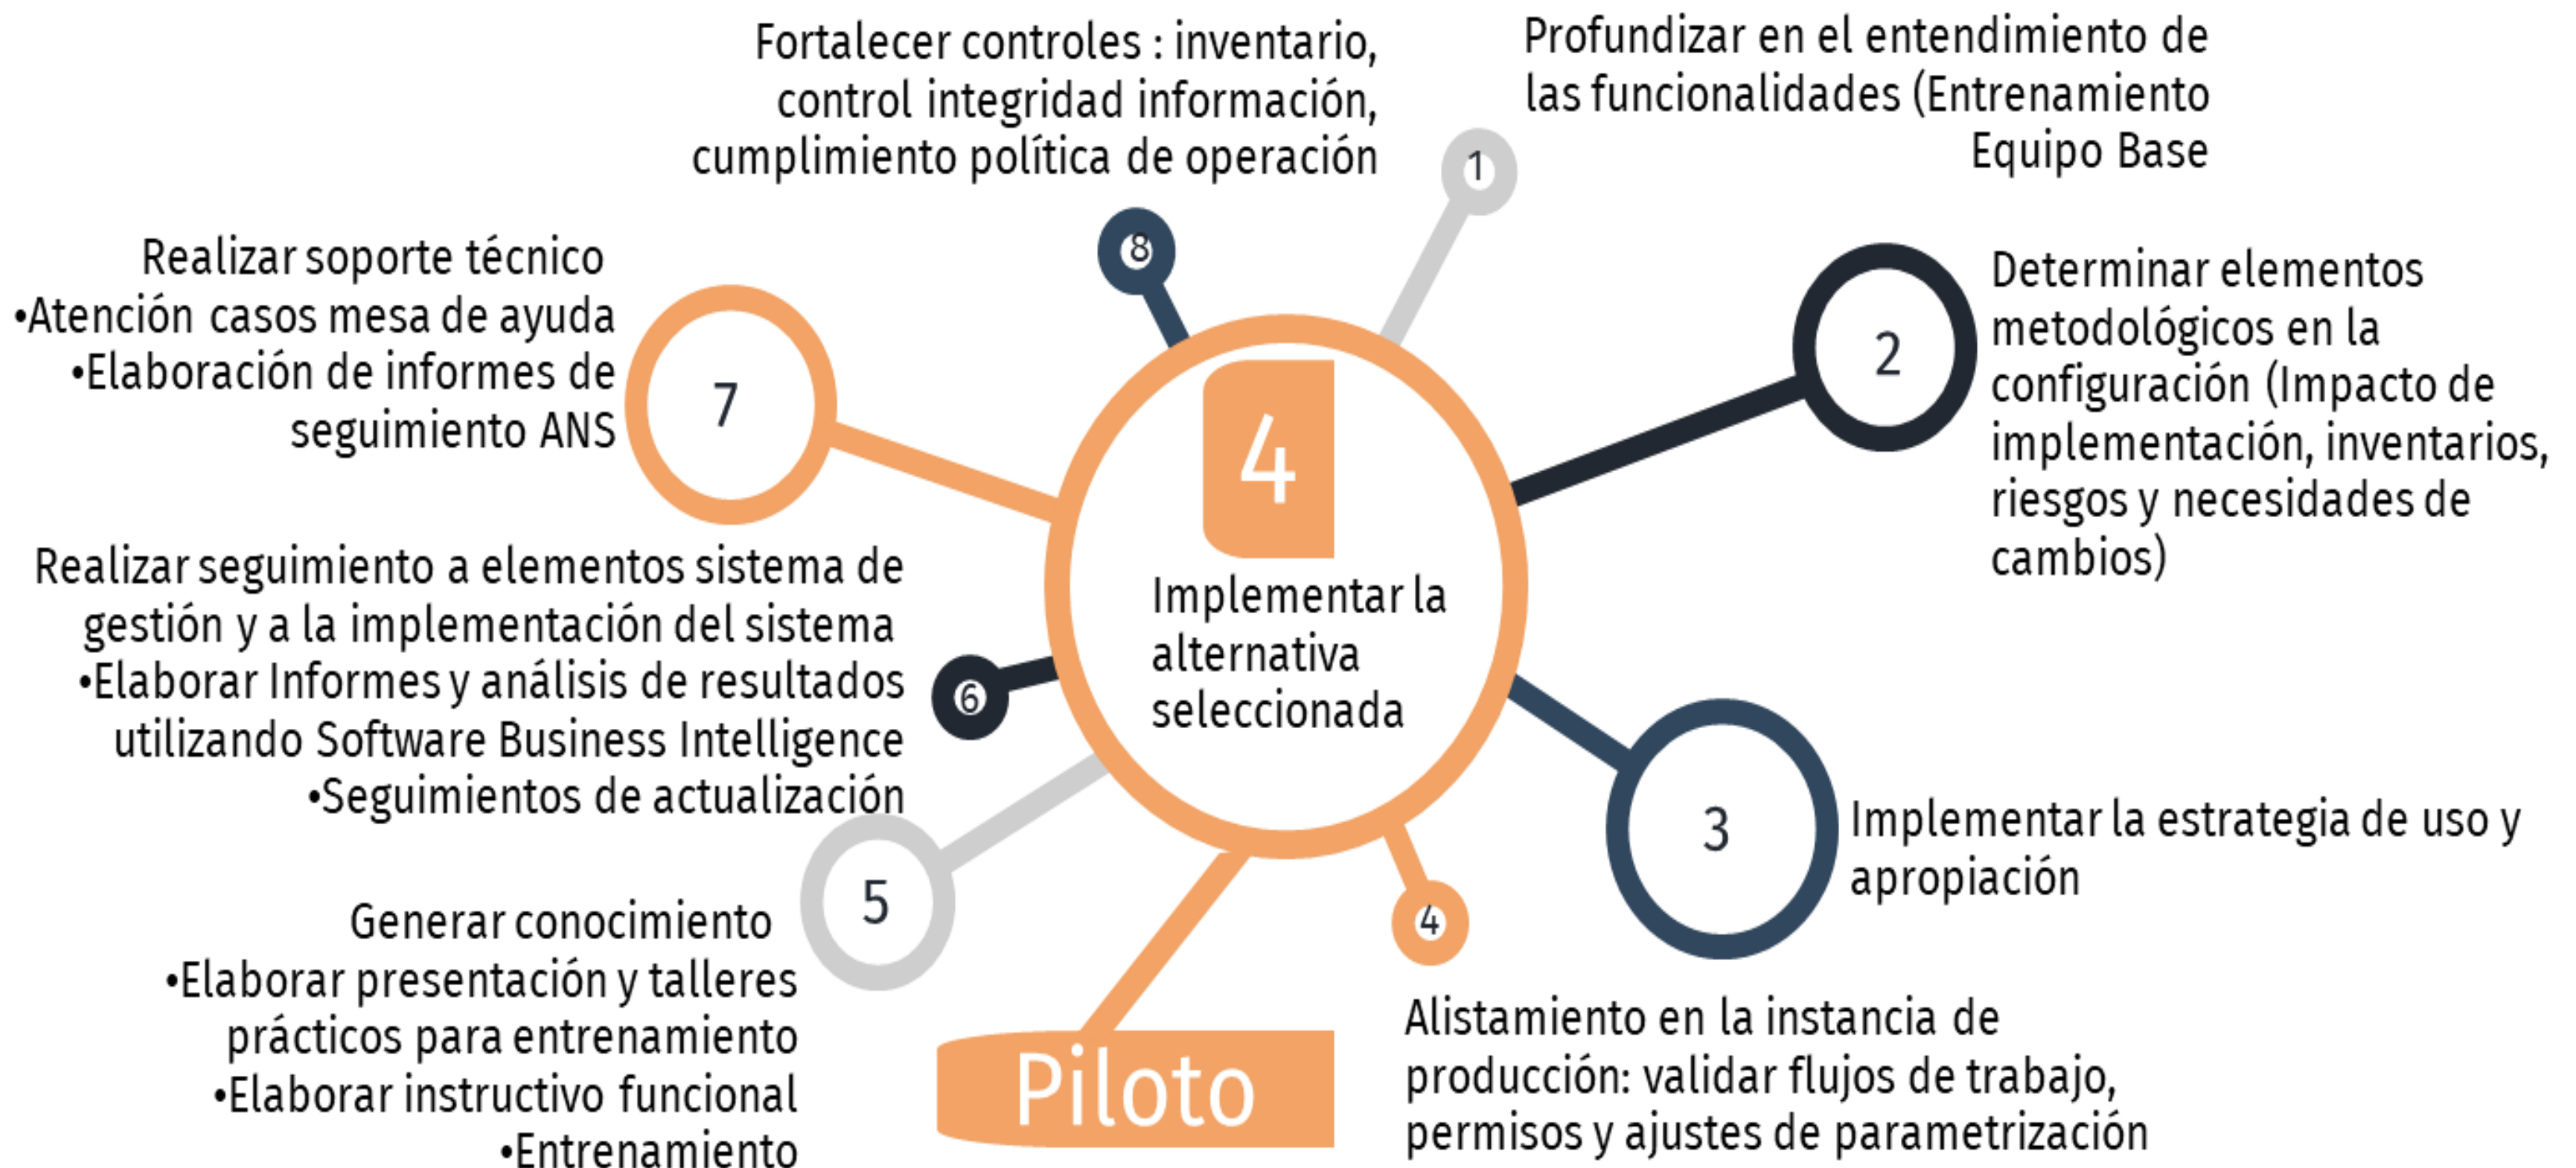 Fortalecer controles : inventario,
control integridad información,
cumplimiento política de operación
8
Profundizar en el entendimiento de
las funcionalidades (Entrenamiento
Equipo Base
1
Determinar elementos
metodológicos en la
configuración (Impacto de
implementación, inventarios,
riesgos y necesidades de
cambios)
2
Realizar soporte técnico
•Atención casos mesa de ayuda
•Elaboración de informes de
seguimiento ANS
7
4
Implementar la
alternativa
seleccionada
Realizar seguimiento a elementos sistema de
gestión y a la implementación del sistema
•Elaborar Informes y análisis de resultados
utilizando Software Business Intelligence
•Seguimientos de actualización
6
3
Implementar la estrategia de uso y
apropiación
5
Generar conocimiento
•Elaborar presentación y talleres
prácticos para entrenamiento
•Elaborar instructivo funcional
•Entrenamiento
Piloto
4
Alistamiento en la instancia de
producción: validar flujos de trabajo,
permisos y ajustes de parametrización